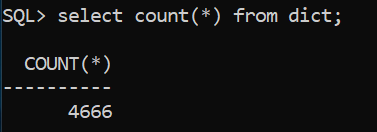 SQL> select count(*) from dict;
COUNT(*)
----------
4666